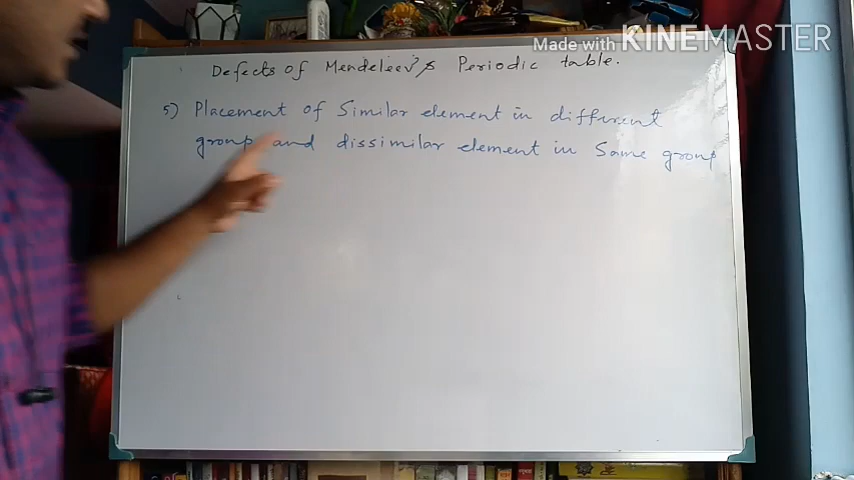 Made with KINEMASTER
Defects of Mendeleev's Periodic table.
5) Placement of Similar element in different
group and dissimilar element in Same group